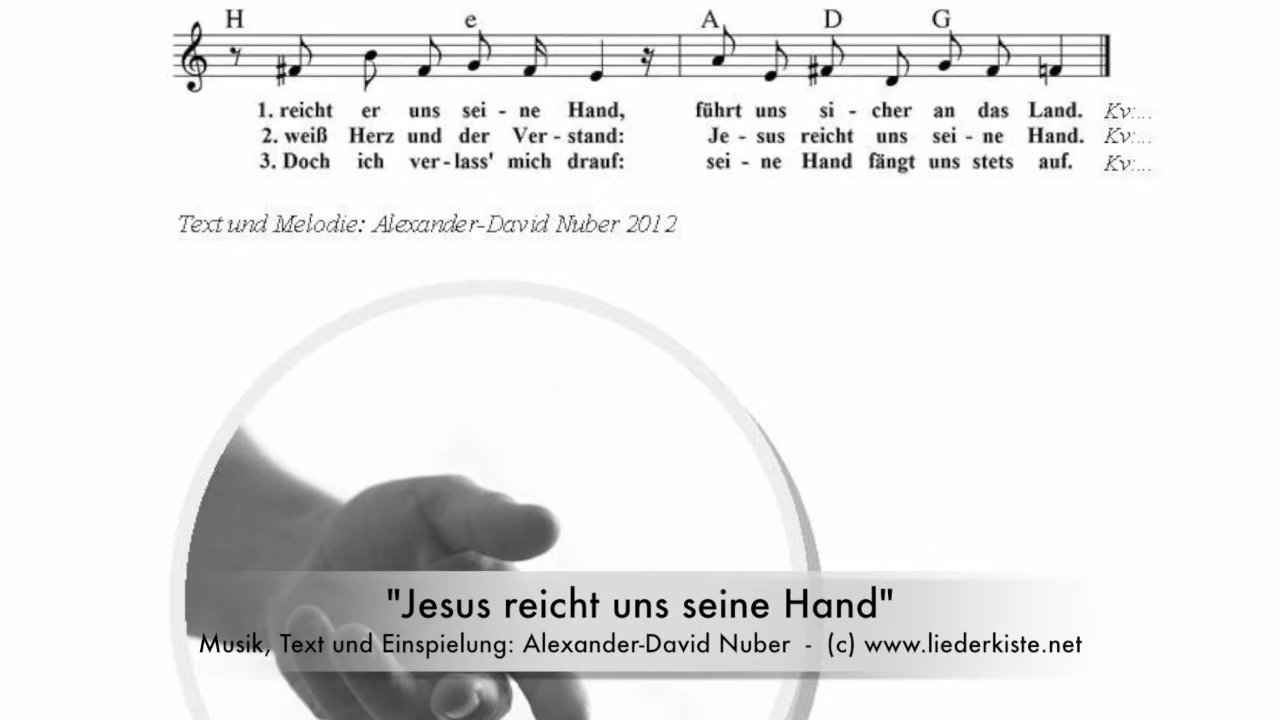 H e A D G
1. reicht er uns sei - ne Hand, führt uns si - cher an das Land. Kv:...
2. weiß Herz und der Ver - stand: Je - sus reicht uns sei - ne Hand. Kv:...
3. Doch ich ver - lass' mich drauf: sei - ne Hand fängt uns stets auf. Kv:...
Text und Melodie: Alexander-David Nuber 2012
"Jesus reicht uns seine Hand"
Musik, Text und Einspielung: Alexander-David Nuber - (c) www.liederkiste.net